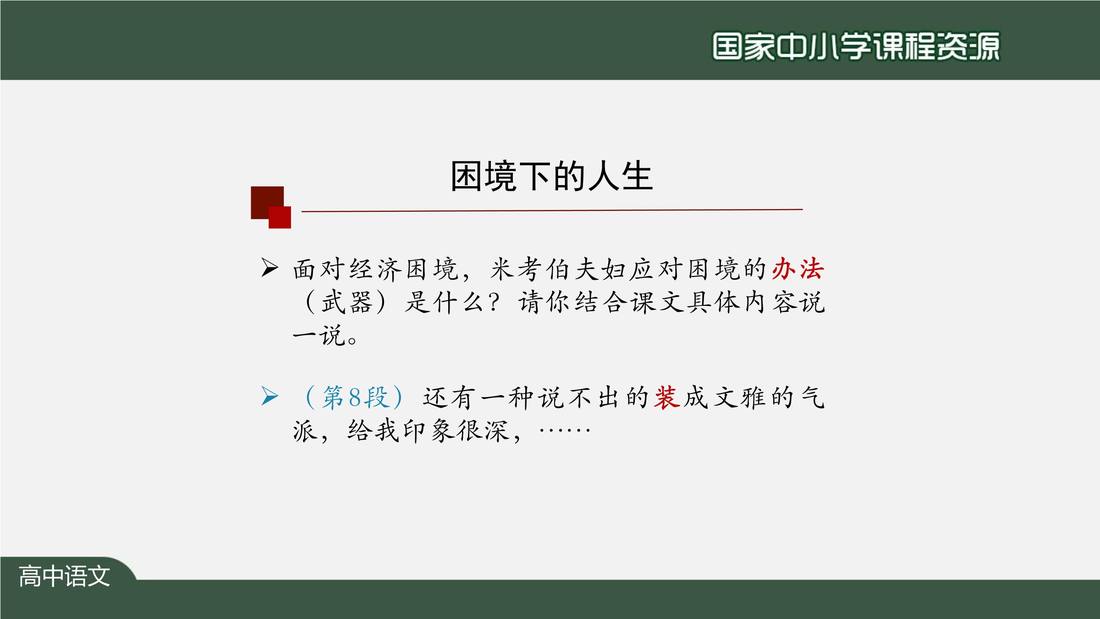 国家中小学课程资源
困境下的人生
面对经济困境，米考伯夫妇应对困境的办法
（武器）是什么？请你结合课文具体内容说
一说。
（第8段）还有一种说不出的装成文雅的气
派，给我印象很深，……
高中语文